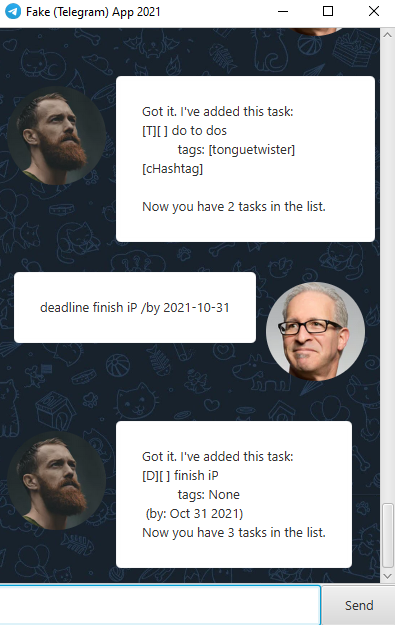 Fake (Telegram) App 2021
Got it. I've added this task:
[T][ ] do to dos
tags: [tonguetwister]
[cHashtag]
Now you have 2 tasks in the list.
deadline finish iP /by 2021-10-31
Got it. I've added this task:
[D][ ] finish iP
tags: None
(by: Oct 31 2021)
Now you have 3 tasks in the list.
Send